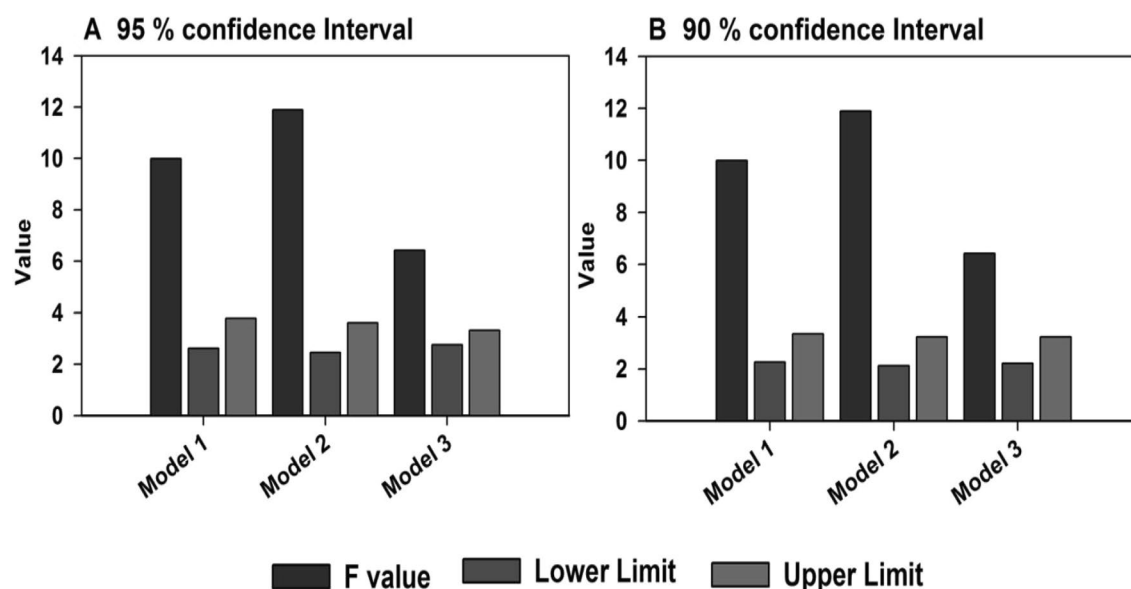 A 95 % confidence Interval
Value
14
12
10
8
6
4
2
0
Model 1
Model 2
Model 3
B 90 % confidence Interval
Value
14
12
10
8
6
4
2
0
Model 1
Model 2
Model 3
F value
Lower Limit
Upper Limit